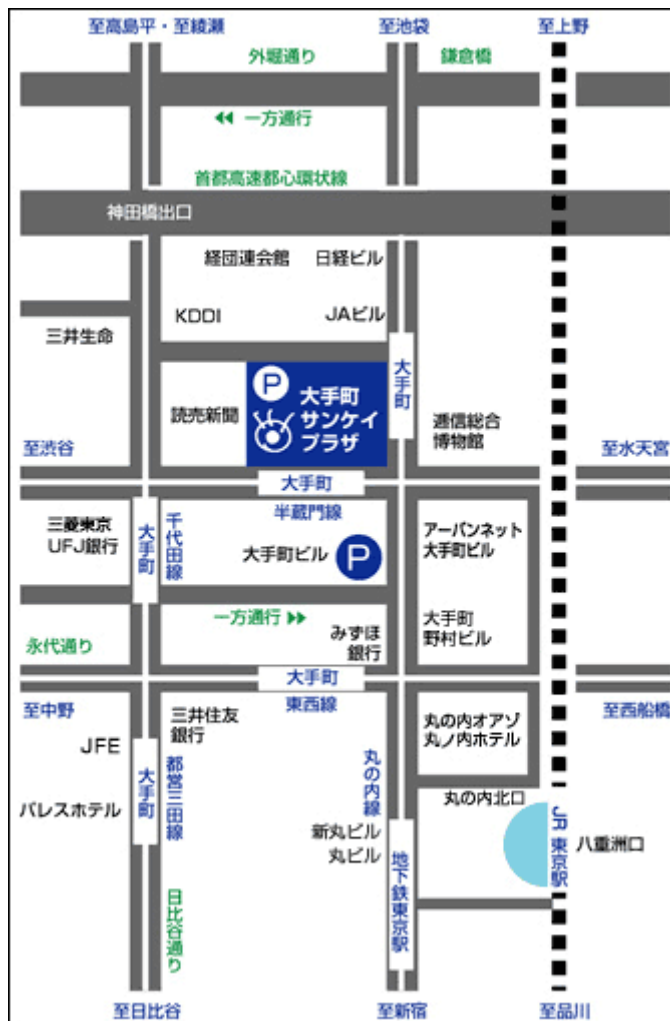 至高島平・至綾瀬
至池袋
至上野
外堀通り
鎌倉橋
一方通行
首都高速都心環状線
神田橋出口
経団連会館
日経ビル
KDDI
JAビル
三井生命
大手町
P
大手町
サンケイ
プラザ
読売新聞
逓信総合
博物館
至渋谷
至水天宮
大手町
半蔵門線
三菱東京
UFJ銀行
大手町
千代田線
大手町ビル
P
アーバンネット
大手町ビル
一方通行
みずほ
銀行
大手町
野村ビル
永代通り
大手町
東西線
至中野
至西船橋
三井住友
銀行
丸の内オアゾ
丸ノ内ホテル
JFE
大手町
都営三田線
丸の内線
丸の内北口
パレスホテル
新丸ビル
丸ビル
地下鉄東京駅
JR東京駅
八重洲口
日比谷通り
至日比谷
至新宿
至品川